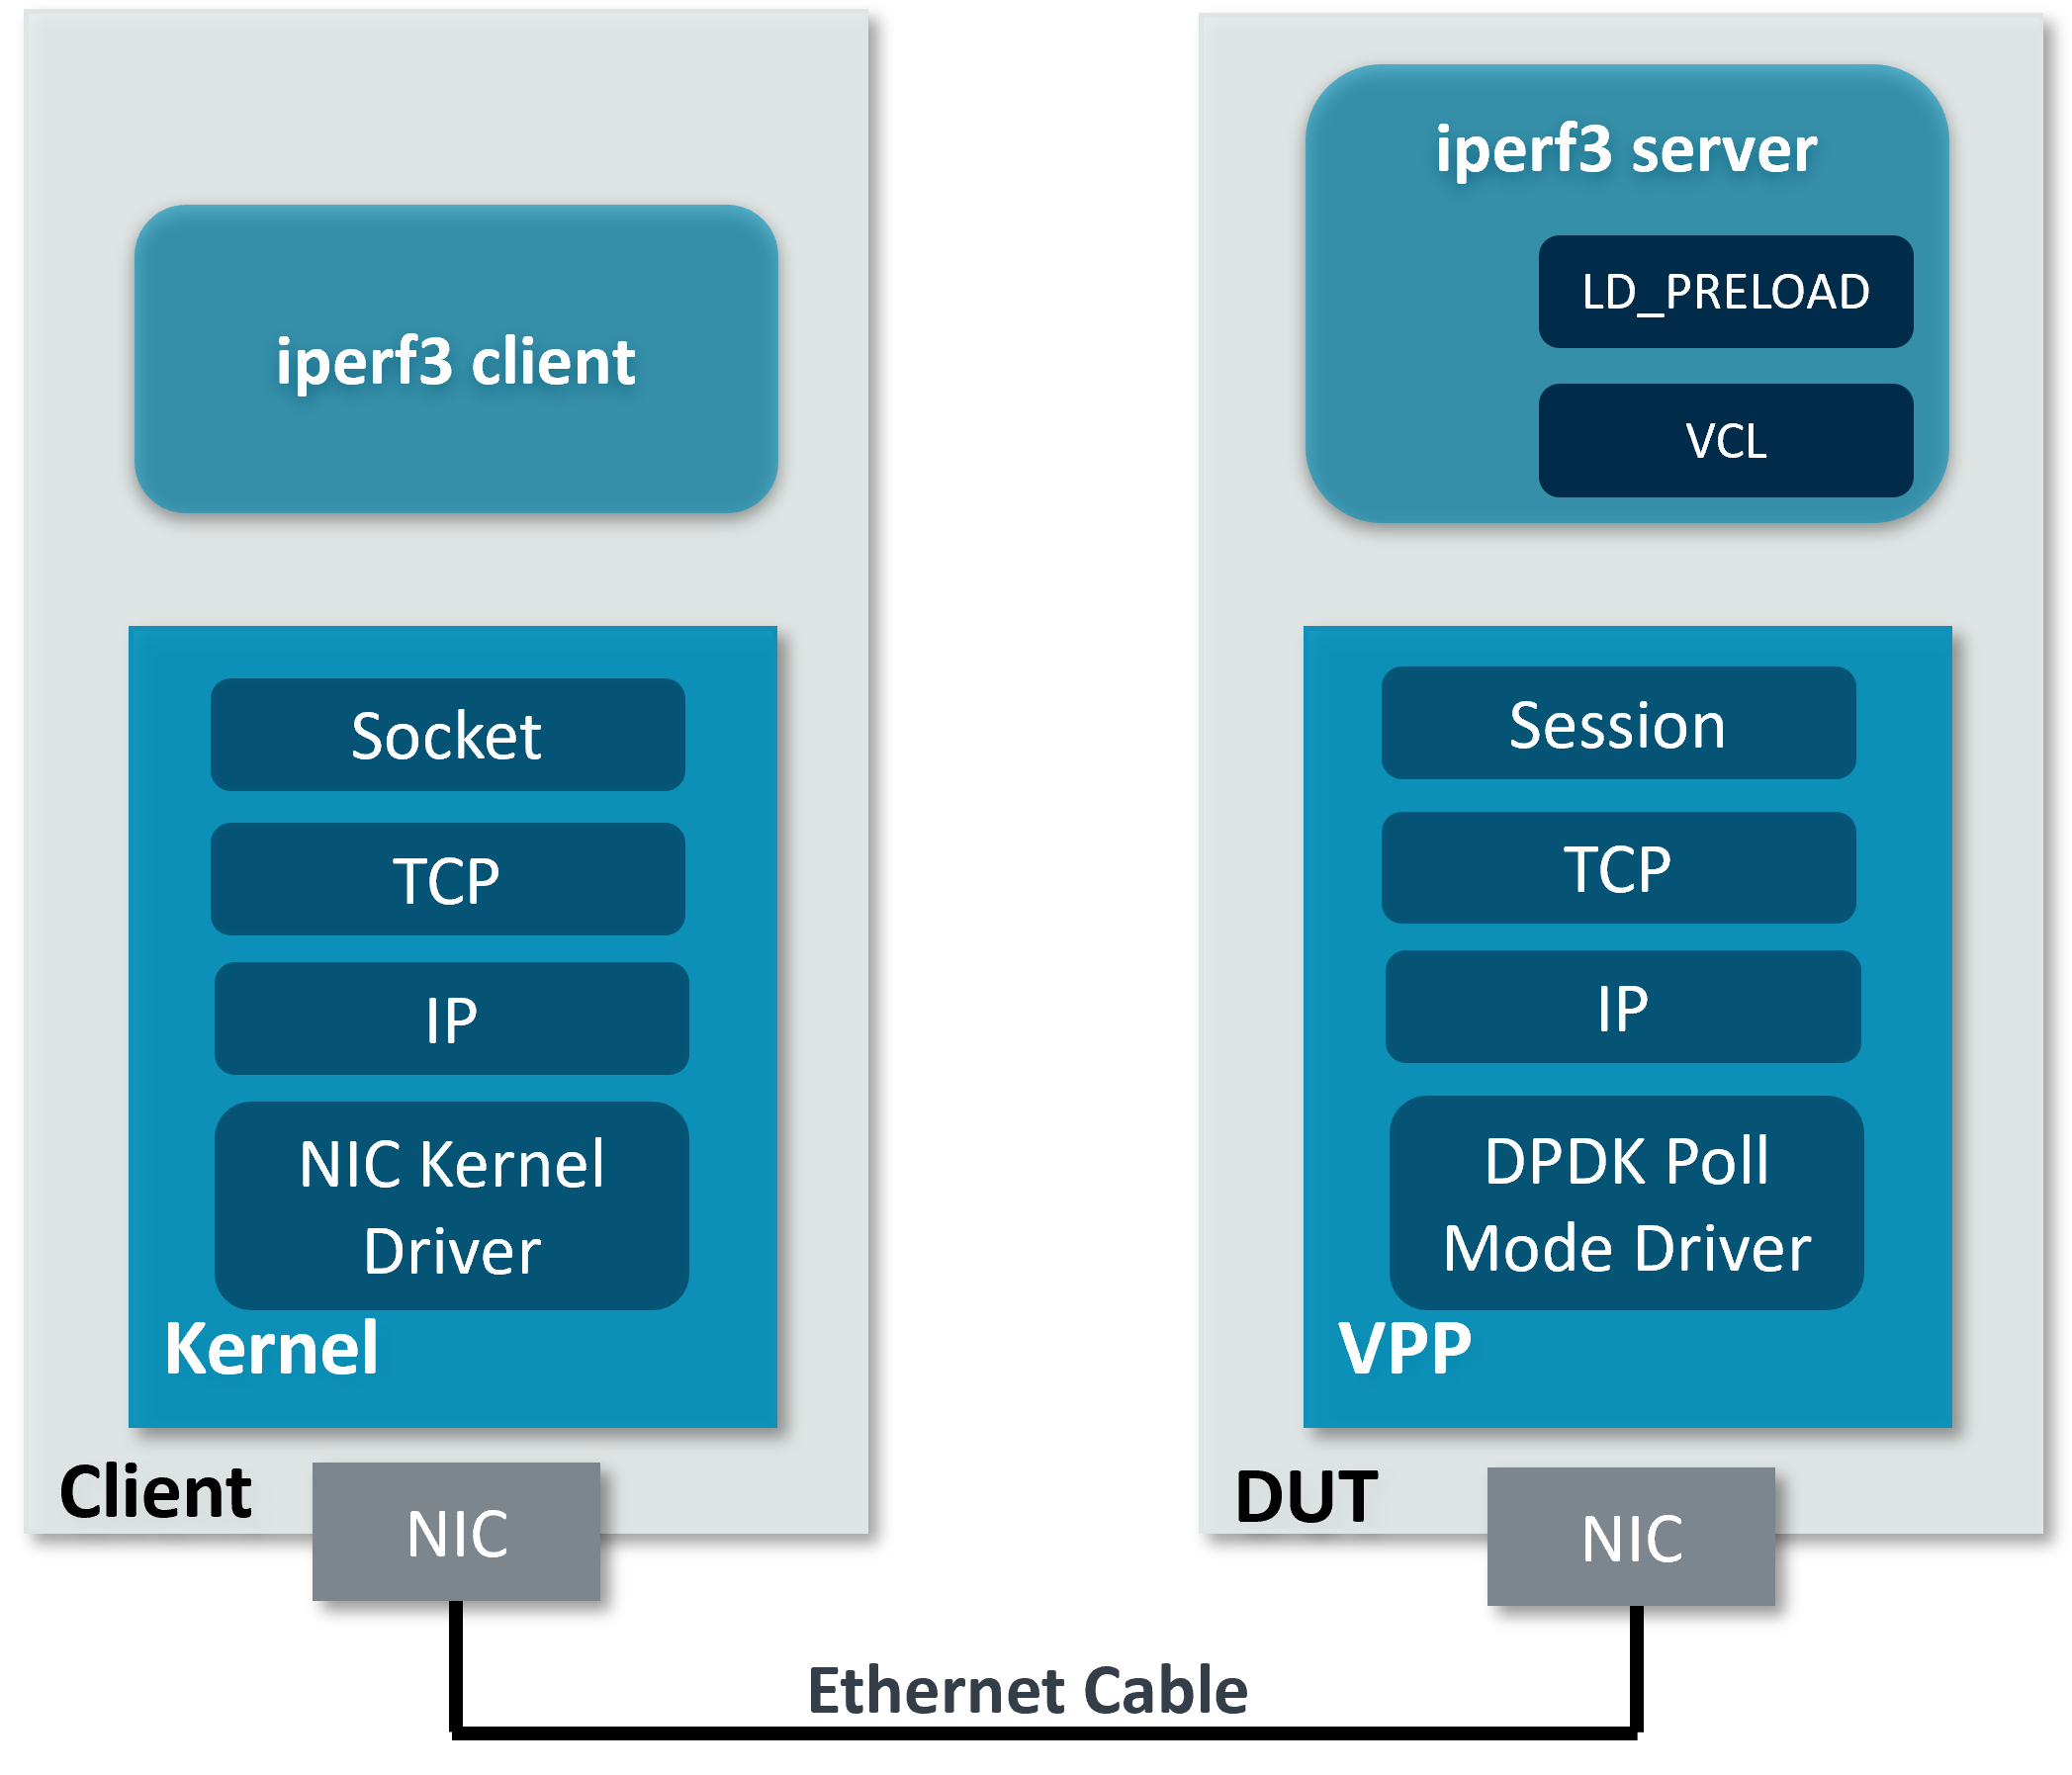 iperf3 client
Socket
TCP
IP
NIC Kernel
Driver
Kernel
Client
NIC
iperf3 server
LD_PRELOAD
VCL
Session
TCP
IP
DPDK Poll
Mode Driver
VPP
DUT
NIC
Ethernet Cable